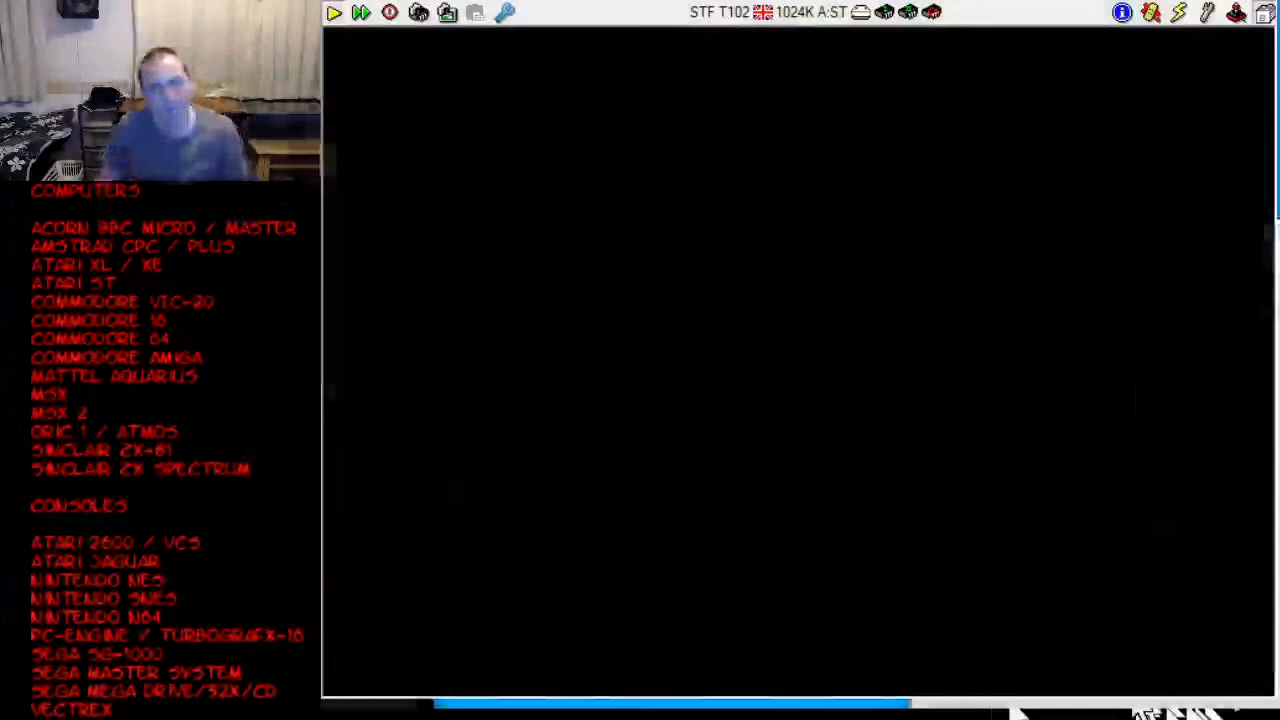 STF T102 1024K A:ST
COMPUTERS
ACORN BBC MICRO / MASTER
AMSTRAD CPC / PLUS
ATARI XL / XE
ATARI ST
COMMODORE VIC-20
COMMODORE 16
COMMODORE 64
COMMODORE AMIGA
MATTEL AQUARIUS
MSX
MSX 2
ORIC 1 / ATMOS
SINCLAIR ZX-81
SINCLAIR ZX SPECTRUM
CONSOLES
ATARI 2600 / VCS
ATARI JAGUAR
NINTENDO NES
NINTENDO SNES
NINTENDO N64
PC-ENGINE / TURBOGRAFX-16
SEGA SG-1000
SEGA MASTER SYSTEM
SEGA MEGA DRIVE/32X/CD
VECTREX